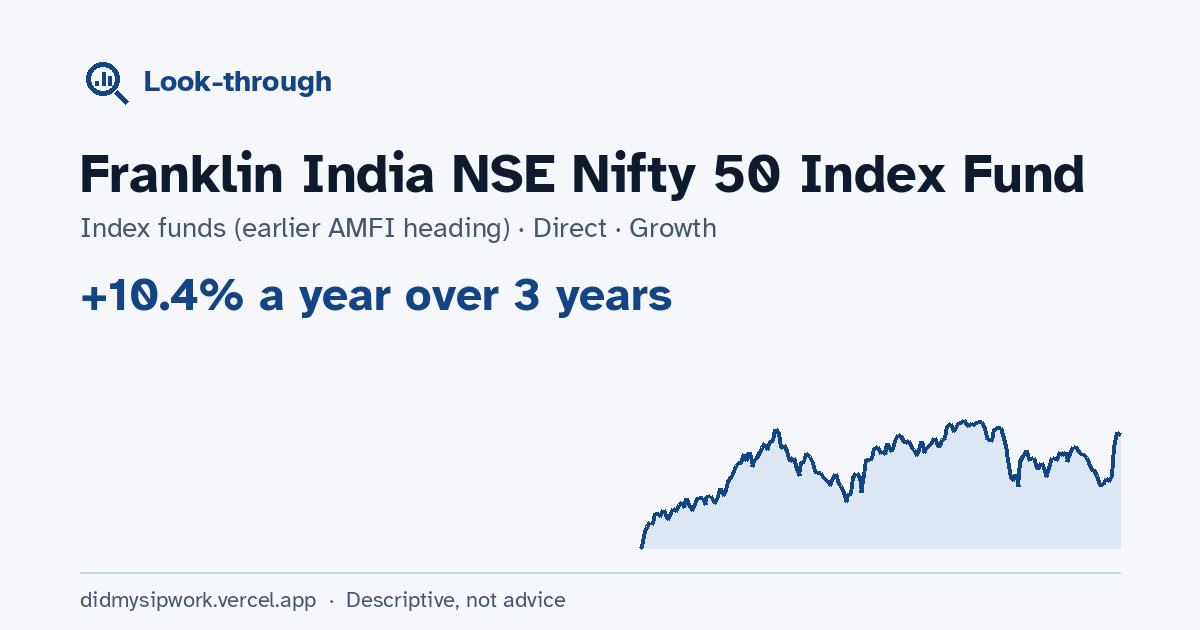 Look-through
Franklin India NSE Nifty 50 Index Fund
Index funds (earlier AMFI heading) · Direct · Growth
+10.4% a year over 3 years
didmysipwork.vercel.app · Descriptive, not advice